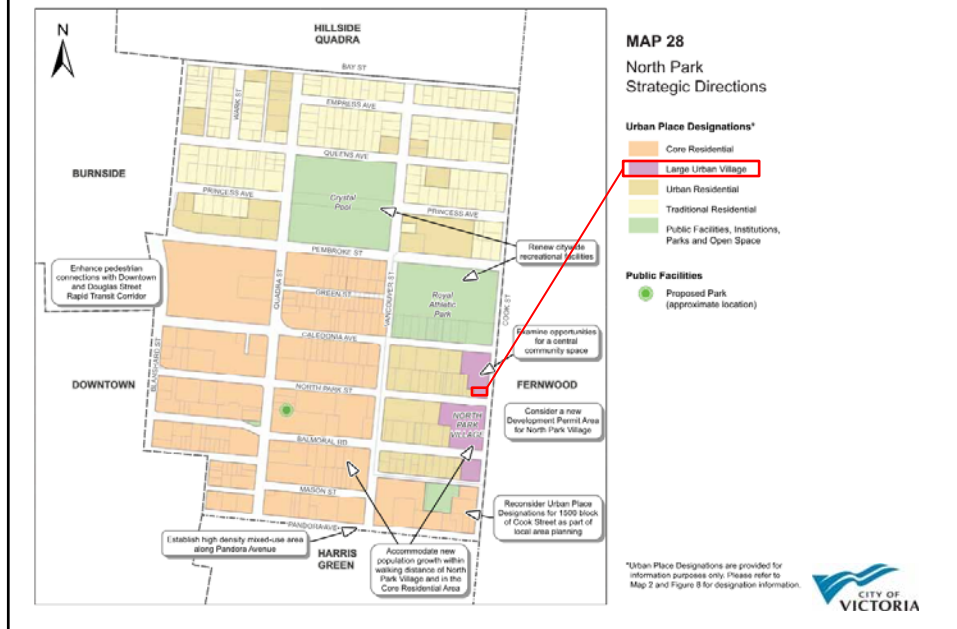 N
HILLSIDE
QUADRA
BAY ST
WARK ST
EMPRESS AVE
QUEENS AVE
BURNSIDE
PRINCESS AVE
Crystal
Pool
PRINCESS AVE
PEMBROKE ST
Renew citywide
recreational facilities
Enhance pedestrian
connections with Downtown
and Douglas Street
Rapid Transit Corridor
QUADRA ST
GREEN ST
VANCOUVER ST
Royal
Athletic
Park
COOK ST
CALEDONIA AVE
Examine opportunities
for a central
community space
BLANSHARD ST
DOWNTOWN
NORTH PARK ST
FERNWOOD
NORTH
PARK
VILLAGE
Consider a new
Development Permit Area
for North Park Village
BALMORAL RD
MASON ST
Reconsider Urban Place
Designations for 1500 block
of Cook Street as part of
local area planning
PANDORA AVE
Establish high density mixed-use area
along Pandora Avenue
HARRIS
GREEN
Accommodate new
population growth within
walking distance of North
Park Village and in the
Core Residential Area
MAP 28
North Park
Strategic Directions
Urban Place Designations*
Core Residential
Large Urban Village
Urban Residential
Traditional Residential
Public Facilities, Institutions,
Parks and Open Space
Public Facilities
Proposed Park
(approximate location)
*Urban Place Designations are provided for
information purposes only. Please refer to
Map 2 and Figure 8 for designation information.
CITY OF
VICTORIA